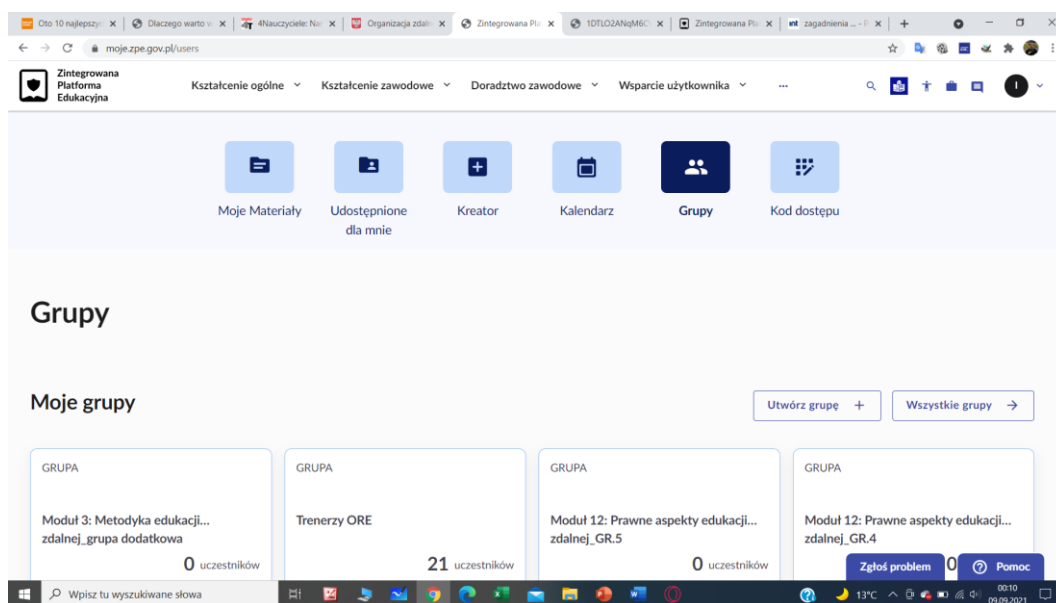 Oto 10 najlepszyc
Dlaczego warto w
4Nauczyciele: Na
Organizacja zdaln
Zintegrowana Pla
1DTLO2ANqM6C
Zintegrowana Pla
zagadnienia ... - P
moje.zpe.gov.pl/users
Zintegrowana
Platforma
Edukacyjna
Kształcenie ogólne
Kształcenie zawodowe
Doradztwo zawodowe
Wsparcie użytkownika
...
I
Moje Materiały
Udostępnione
dla mnie
Kreator
Kalendarz
Grupy
Kod dostępu
Grupy
Moje grupy
Utwórz grupę +
Wszystkie grupy →
GRUPA
Moduł 3: Metodyka edukacji...
zdalnej_grupa dodatkowa
0 uczestników
GRUPA
Trenerzy ORE
21 uczestników
GRUPA
Moduł 12: Prawne aspekty edukacji...
zdalnej_GR.5
0 uczestników
GRUPA
Moduł 12: Prawne aspekty edukacji...
zdalnej_GR.4
0
Zgłoś problem
Pomoc
Wpisz tu wyszukiwane słowa
13°C
00:10
09.09.2021